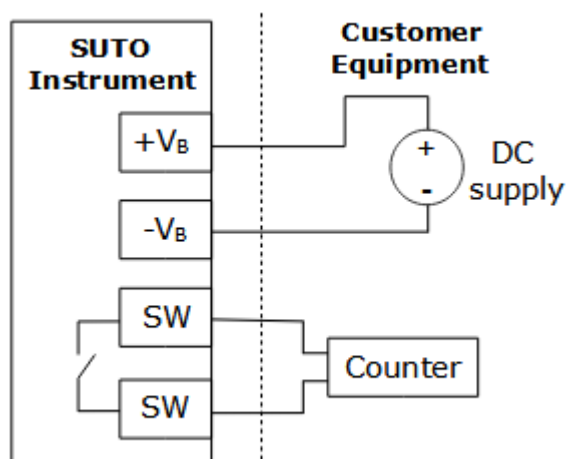 SUTO
Instrument
Customer
Equipment
+VB
-VB
+
-
DC
supply
SW
SW
Counter